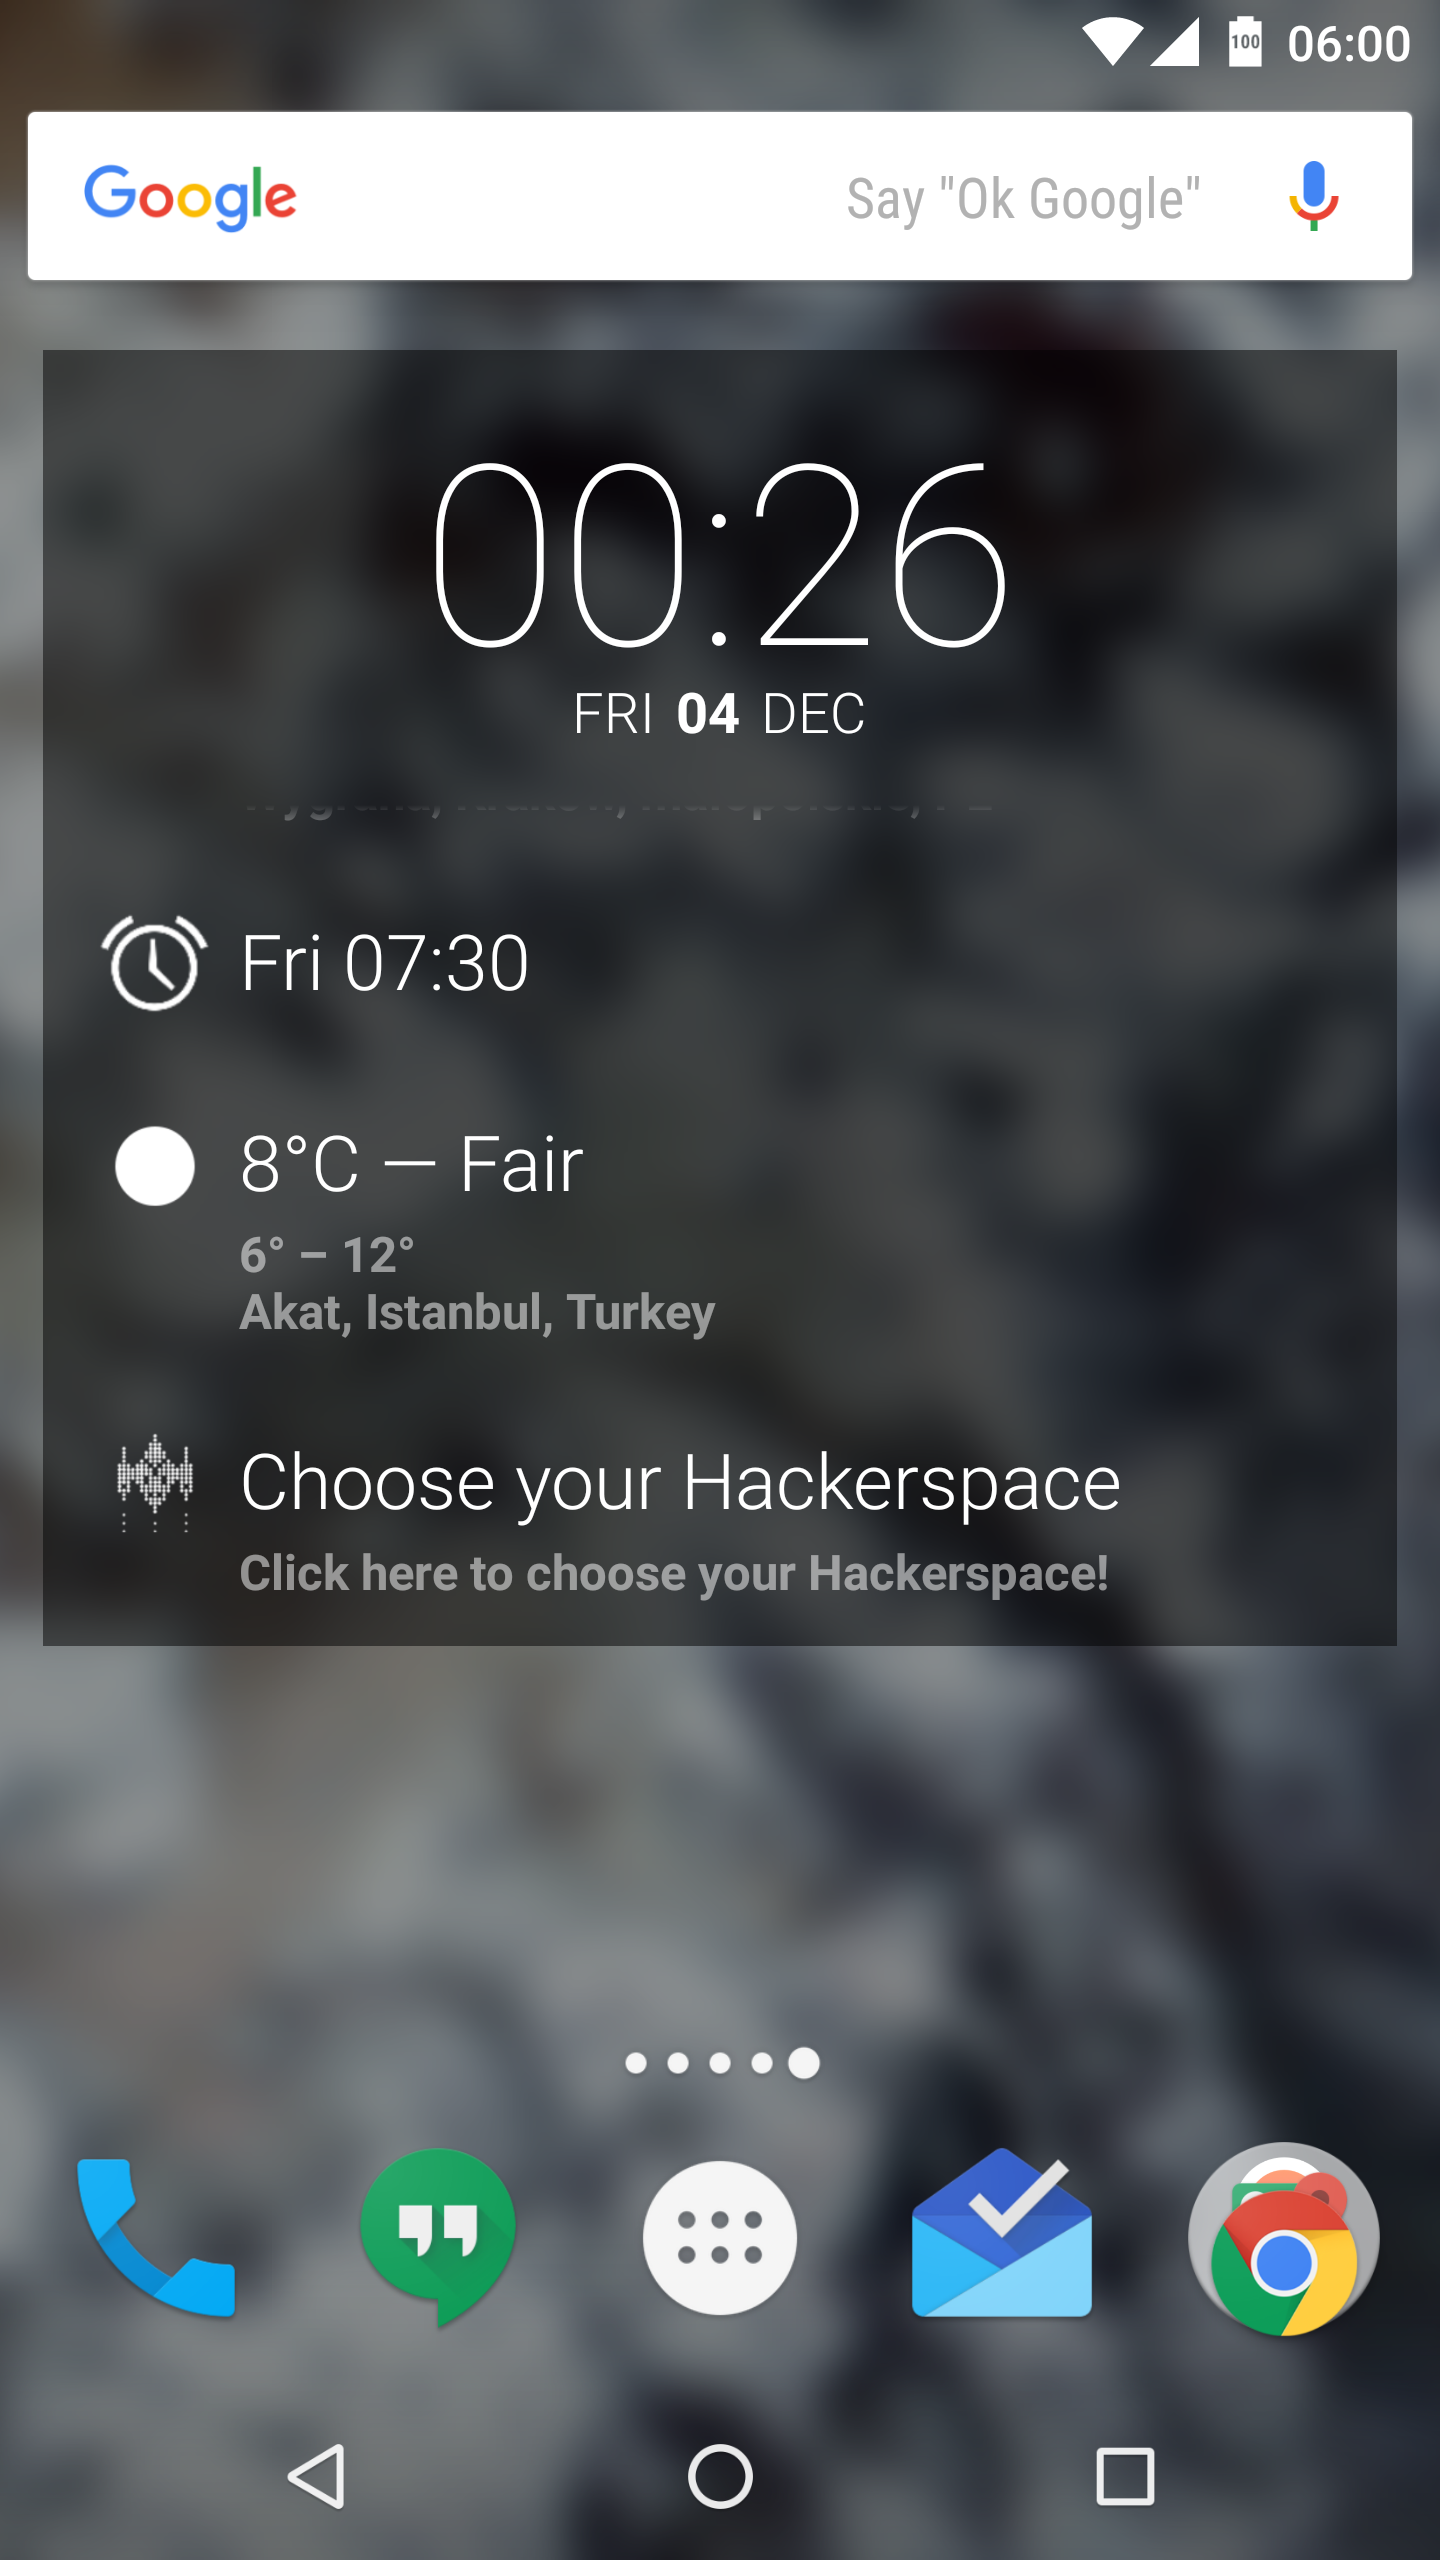 100 06:00
Google Say "Ok Google"
00:26
FRI 04 DEC
Fri 07:30
8°C — Fair
6° – 12°
Akat, Istanbul, Turkey
Choose your Hackerspace
Click here to choose your Hackerspace!